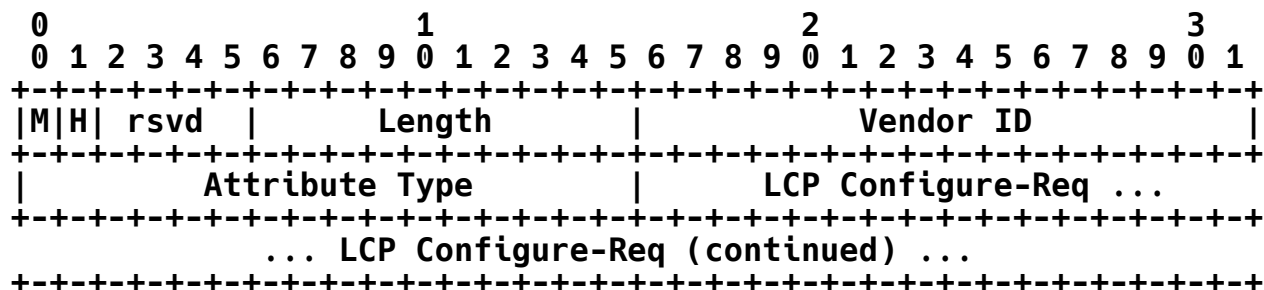 0                   1                   2                   3
 0 1 2 3 4 5 6 7 8 9 0 1 2 3 4 5 6 7 8 9 0 1 2 3 4 5 6 7 8 9 0 1
+-+-+-+-+-+-+-+-+-+-+-+-+-+-+-+-+-+-+-+-+-+-+-+-+-+-+-+-+-+-+-+-+
|M|H| rsvd  |      Length       |           Vendor ID           |
+-+-+-+-+-+-+-+-+-+-+-+-+-+-+-+-+-+-+-+-+-+-+-+-+-+-+-+-+-+-+-+-+
|         Attribute Type        |      LCP Configure-Req ...
+-+-+-+-+-+-+-+-+-+-+-+-+-+-+-+-+-+-+-+-+-+-+-+-+-+-+-+-+-+-+-+-+
             ... LCP Configure-Req (continued) ...
+-+-+-+-+-+-+-+-+-+-+-+-+-+-+-+-+-+-+-+-+-+-+-+-+-+-+-+-+-+-+-+-+